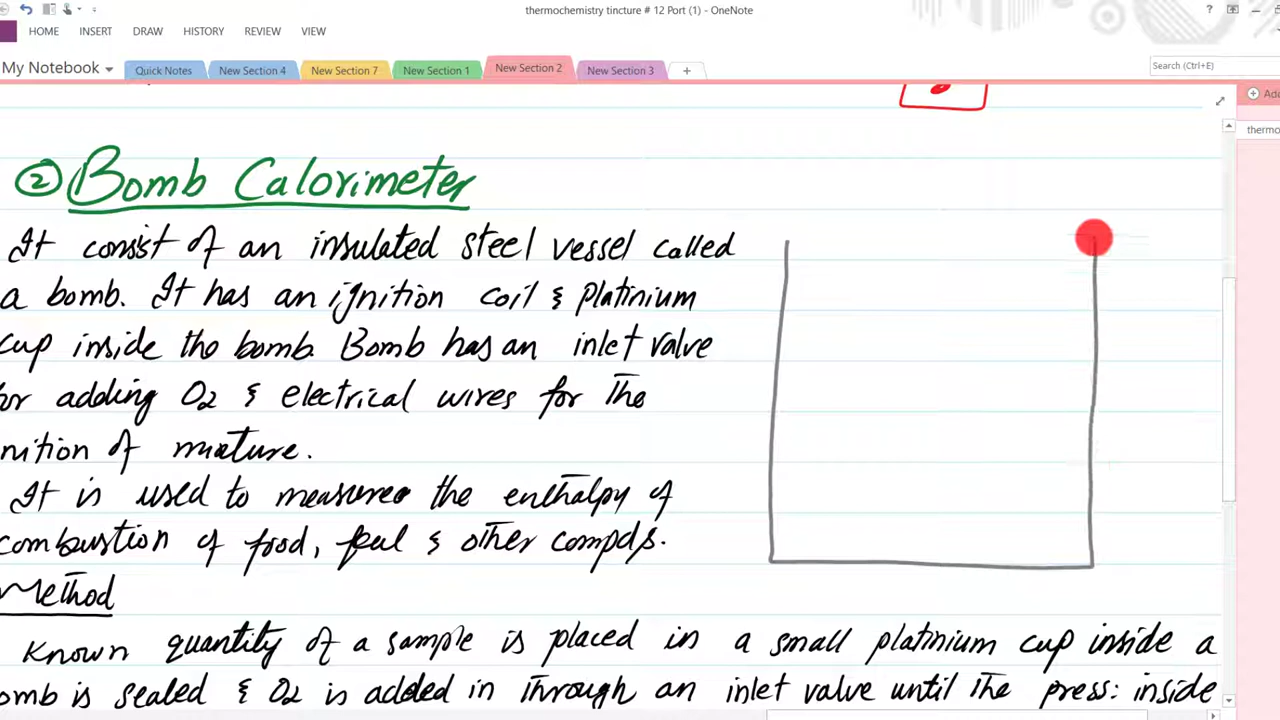 thermochemistry tincture # 12 Port (1) - OneNote
?
HOME INSERT DRAW HISTORY REVIEW VIEW
My Notebook Quick Notes New Section 4 New Section 7 New Section 1 New Section 2 New Section 3 + Search (Ctrl+E)
Add
thermo
② Bomb Calorimeter
It consist of an insulated steel vessel called
a bomb. It has an ignition coil & platinium
cup inside the bomb. Bomb has an inlet valve
or adding O2 & electrical wires for the
nition of mixture.
It is used to measure the enthalpy of
combustion of food, feul & other compds.
Method
Known quantity of a sample is placed in a small platinium cup inside a
omb is sealed & O2 is added in through an inlet valve until the press: inside